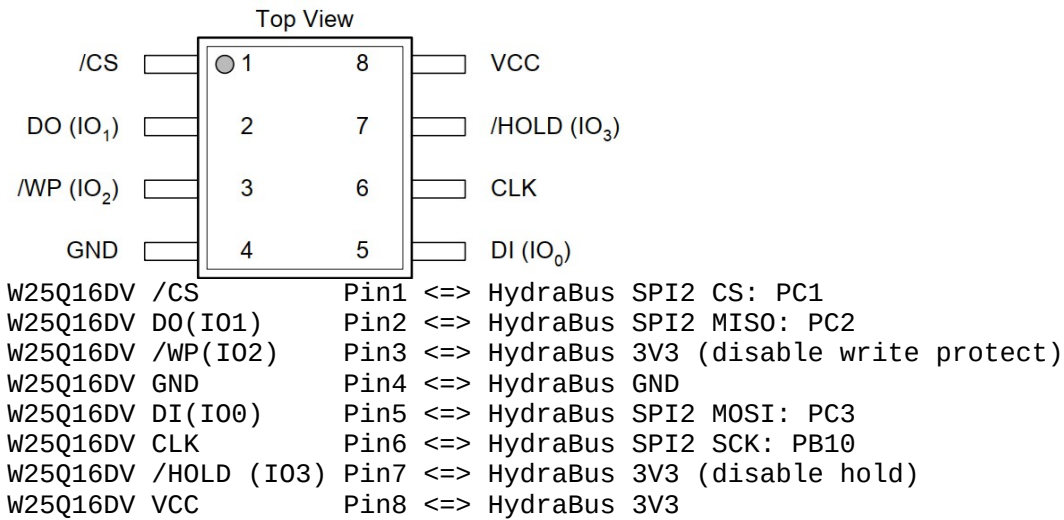 Top View
/CS 1 8 VCC
DO (IO1) 2 7 /HOLD (IO3)
/WP (IO2) 3 6 CLK
GND 4 5 DI (IO0)
W25Q16DV /CS Pin1 <=> HydraBus SPI2 CS: PC1
W25Q16DV DO(IO1) Pin2 <=> HydraBus SPI2 MISO: PC2
W25Q16DV /WP(IO2) Pin3 <=> HydraBus 3V3 (disable write protect)
W25Q16DV GND Pin4 <=> HydraBus GND
W25Q16DV DI(IO0) Pin5 <=> HydraBus SPI2 MOSI: PC3
W25Q16DV CLK Pin6 <=> HydraBus SPI2 SCK: PB10
W25Q16DV /HOLD (IO3) Pin7 <=> HydraBus 3V3 (disable hold)
W25Q16DV VCC Pin8 <=> HydraBus 3V3